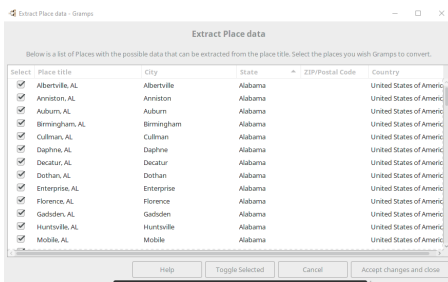 Extract Place data - Gramps
Extract Place data
Below is a list of Places with the possible data that can be extracted from the place title. Select the places you wish Gramps to convert.
Select Place title City State ZIP/Postal Code Country
Albertville, AL Albertville Alabama United States of Americ
Anniston, AL Anniston Alabama United States of Americ
Auburn, AL Auburn Alabama United States of Americ
Birmingham, AL Birmingham Alabama United States of Americ
Cullman, AL Cullman Alabama United States of Americ
Daphne, AL Daphne Alabama United States of Americ
Decatur, AL Decatur Alabama United States of Americ
Dothan, AL Dothan Alabama United States of Americ
Enterprise, AL Enterprise Alabama United States of Americ
Florence, AL Florence Alabama United States of Americ
Gadsden, AL Gadsden Alabama United States of Americ
Huntsville, AL Huntsville Alabama United States of Americ
Mobile, AL Mobile Alabama United States of Americ
Help Toggle Selected Cancel Accept changes and close